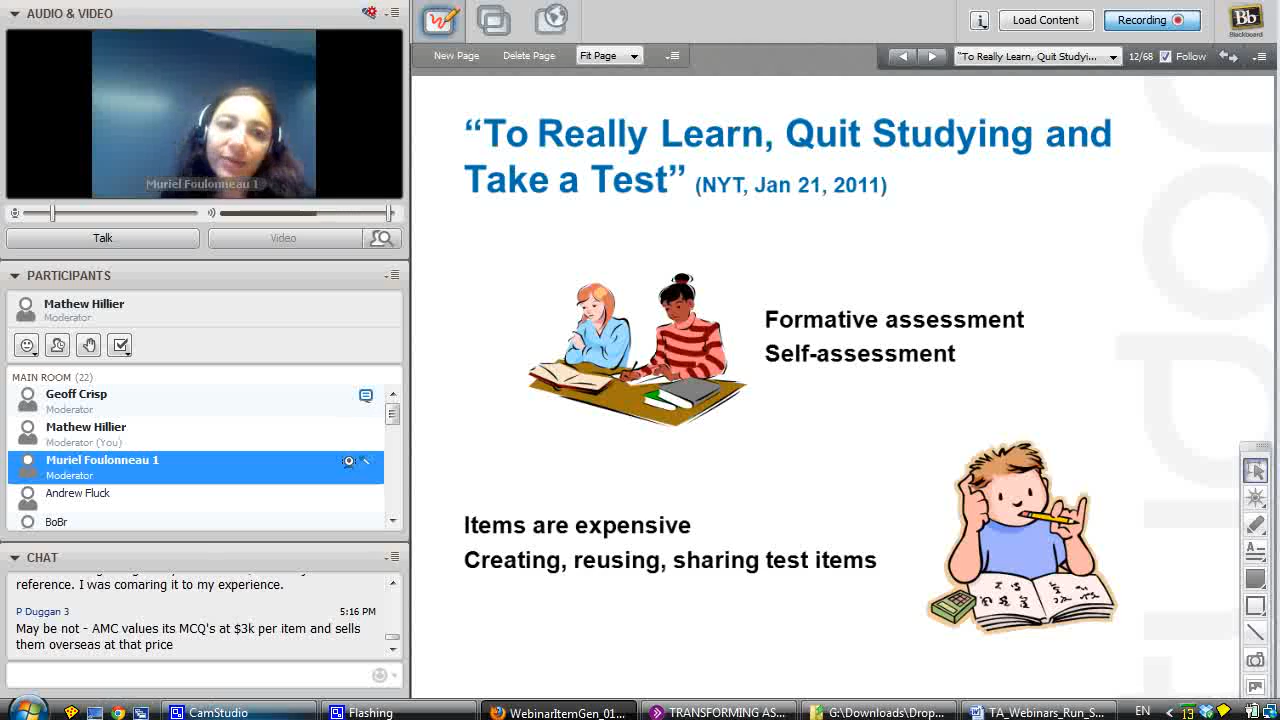 AUDIO & VIDEO
Muriel Foulonneau 1
Talk
Video
PARTICIPANTS
Mathew Hillier
Moderator
MAIN ROOM (22)
Geoff Crisp
Moderator
Mathew Hillier
Moderator (You)
Muriel Foulonneau 1
Moderator
Andrew Fluck
BoBr
CHAT
reference. I was comaring it to my experience.
P Duggan 3
5:16 PM
May be not - AMC values its MCQ's at $3k per item and sells
them overseas at that price
Load Content
Recording
Bb
Blackboard
New Page
Delete Page
Fit Page
"To Really Learn, Quit Studyi...
12/68
Follow
“To Really Learn, Quit Studying and
Take a Test” (NYT, Jan 21, 2011)
Formative assessment
Self-assessment
Items are expensive
Creating, reusing, sharing test items
CamStudio
Flashing
WebinarItemGen_01...
TRANSFORMING AS...
G:\Downloads\Drop...
TA_Webinars_Run_S...
EN